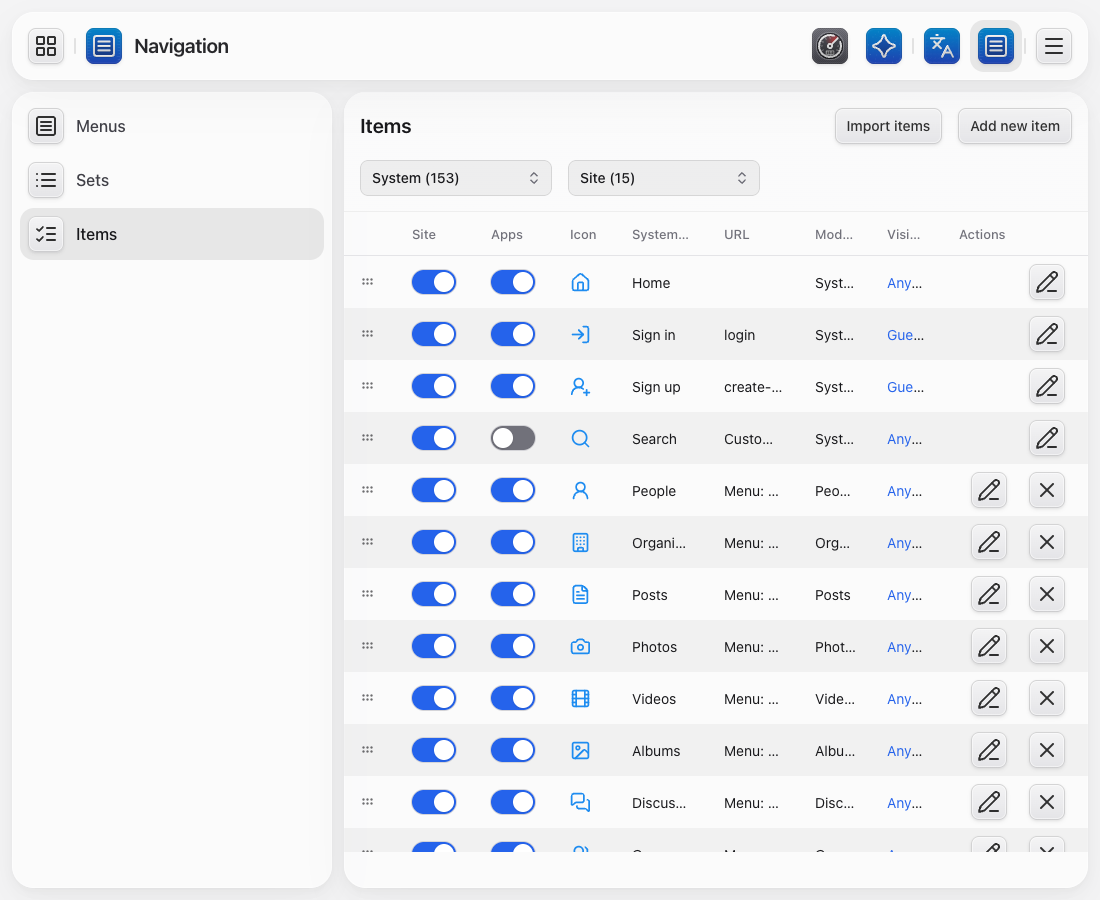 Navigation
Menus
Sets
Items
Items
Import items
Add new item
System (153)
Site (15)
Site Apps Icon System... URL Mod... Visi... Actions
Home Syst... Any...
Sign in login Syst... Gue...
Sign up create-... Syst... Gue...
Search Custo... Syst... Any...
People Menu: ... Peo... Any...
Organi... Menu: ... Org... Any...
Posts Menu: ... Posts Any...
Photos Menu: ... Phot... Any...
Videos Menu: ... Vide... Any...
Albums Menu: ... Albu... Any...
Discus... Menu: ... Disc... Any...